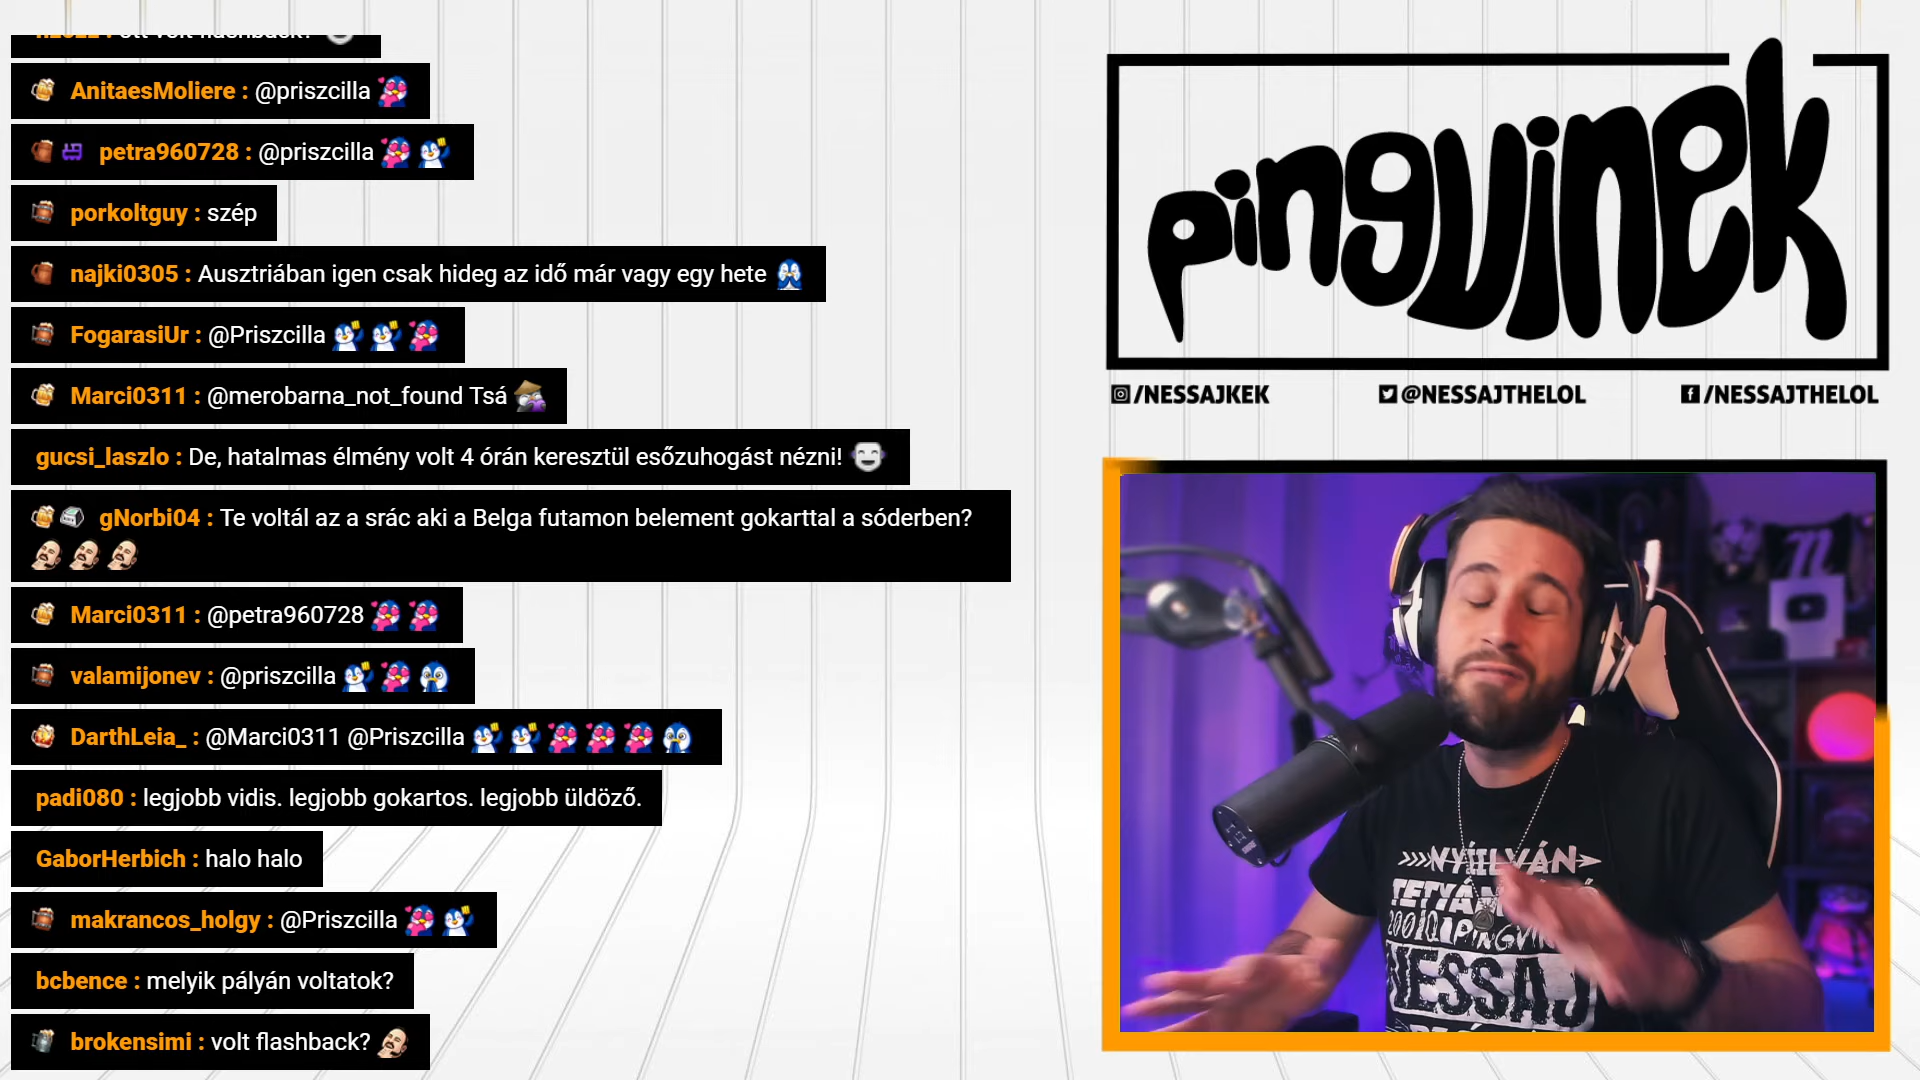 AnitaesMoliere : @priszcilla
petra960728 : @priszcilla
porkoltguy : szép
najki0305 : Ausztriában igen csak hideg az idő már vagy egy hete
FogarasiUr : @Priszcilla
Marci0311 : @merobarna_not_found Tsá
gucsi_laszlo : De, hatalmas élmény volt 4 órán keresztül esőzuhogást nézni!
gNorbi04 : Te voltál az a srác aki a Belga futamon belement gokarttal a sóderben?
Marci0311 : @petra960728
valamijonev : @priszcilla
DarthLeia_ : @Marci0311 @Priszcilla
padi080 : legjobb vidis. legjobb gokartos. legjobb üldöző.
GaborHerbich : halo halo
makrancos_holgy : @Priszcilla
bcbence : melyik pályán voltatok?
brokensimi : volt flashback?
pingvinek
/NESSAJKEK
@NESSAJTHELOL
/NESSAJTHELOL
77
NYIILVÁN
NESSAJ